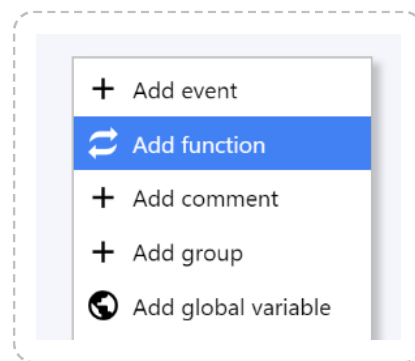 Add event
Add function
Add comment
Add group
Add global variable